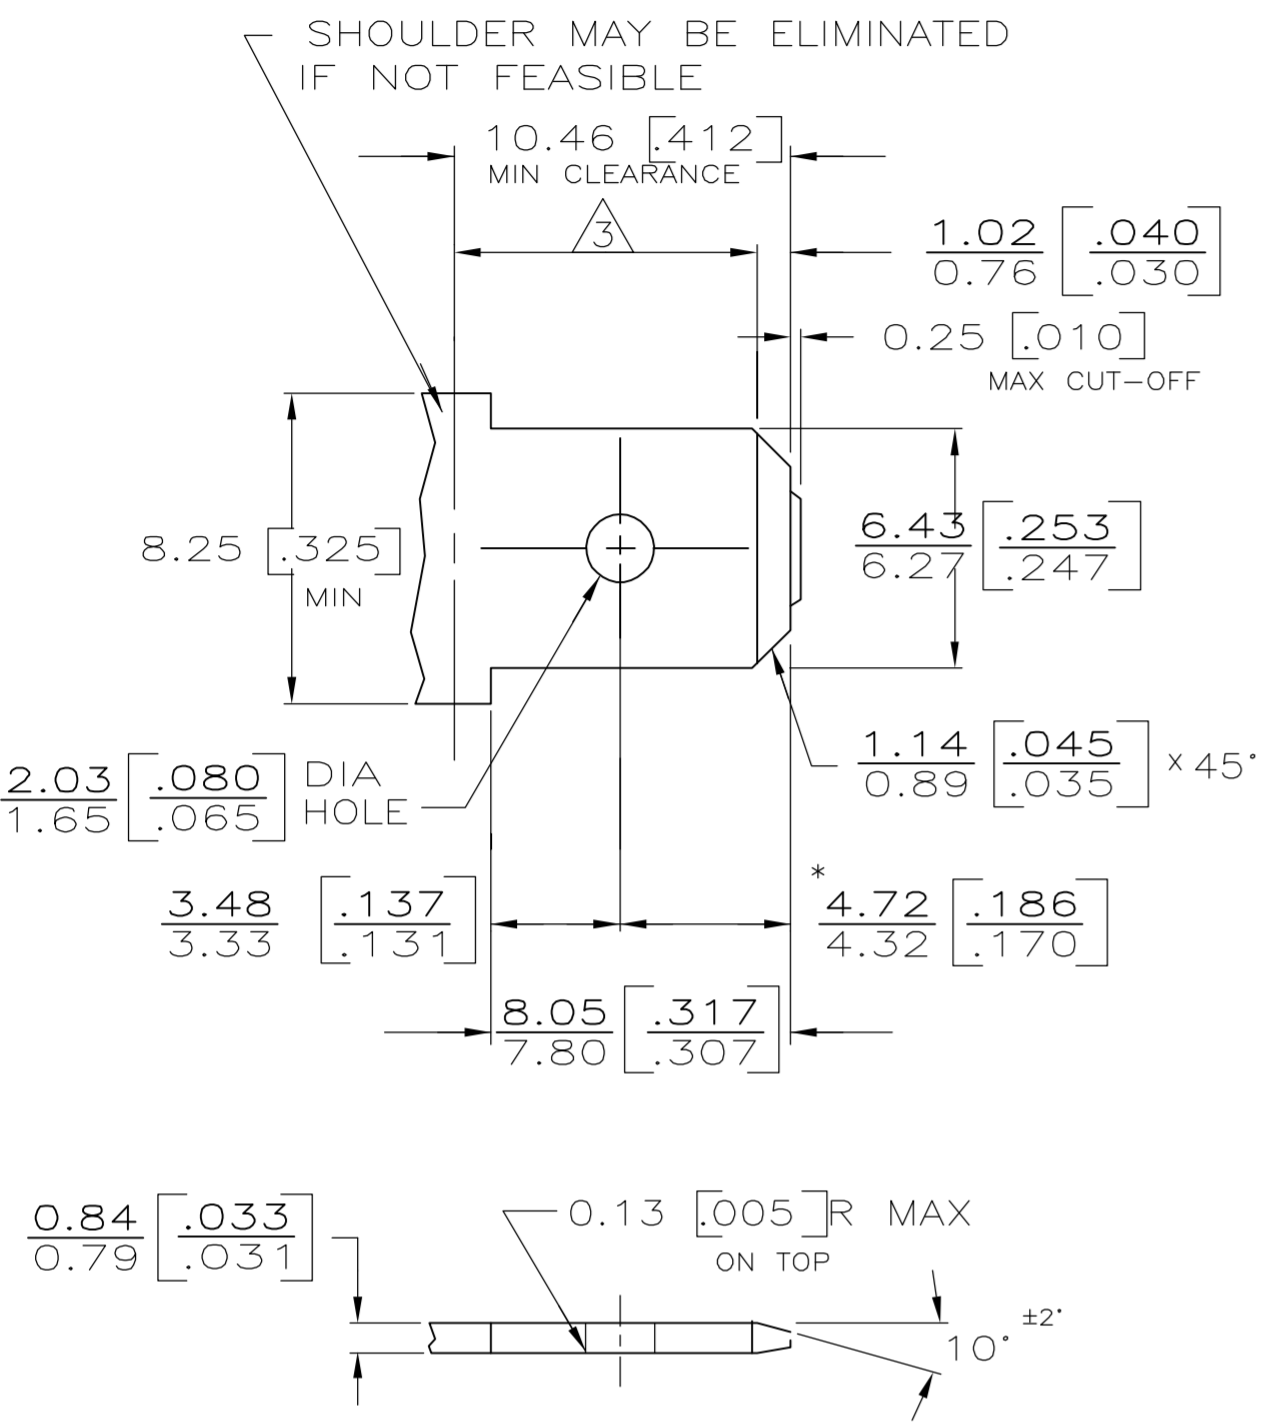 SHOULDER MAY BE ELIMINATED
IF NOT FEASIBLE
10.46 [.412]
MIN CLEARANCE
3
1.02 [.040
0.76 .030]
0.25 [.010]
MAX CUT-OFF
8.25 [.325]
MIN
6.43 [.253
6.27 .247]
2.03 [.080
1.65 .065]
DIA
HOLE
1.14 [.045
0.89 .035] x 45°
3.48 [.137
3.33 .131]
*
4.72 [.186
4.32 .170]
8.05 [.317
7.80 .307]
0.84 [.033
0.79 .031]
0.13 [.005] R MAX
ON TOP
10° ±2°